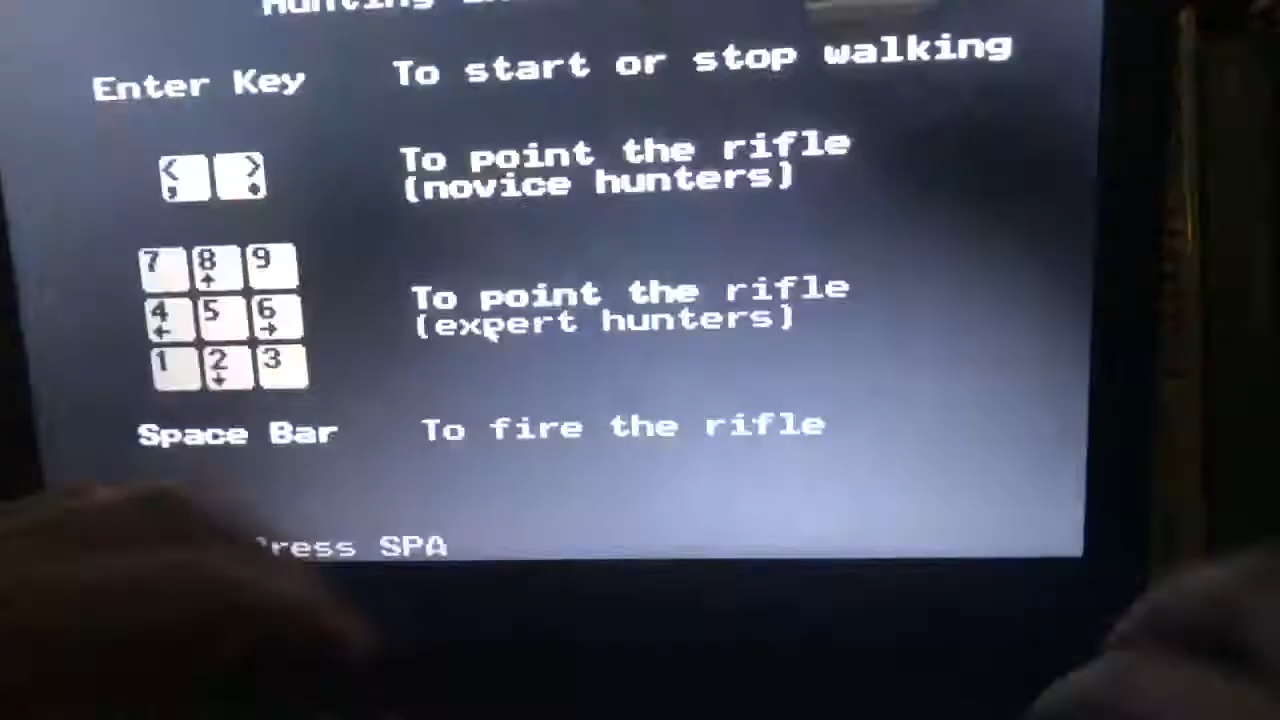 Hunting
Enter Key
To start or stop walking
< >
, .
To point the rifle
(novice hunters)
7 8 9
4 5 6
1 2 3
To point the rifle
(expert hunters)
Space Bar
To fire the rifle
ress SPA